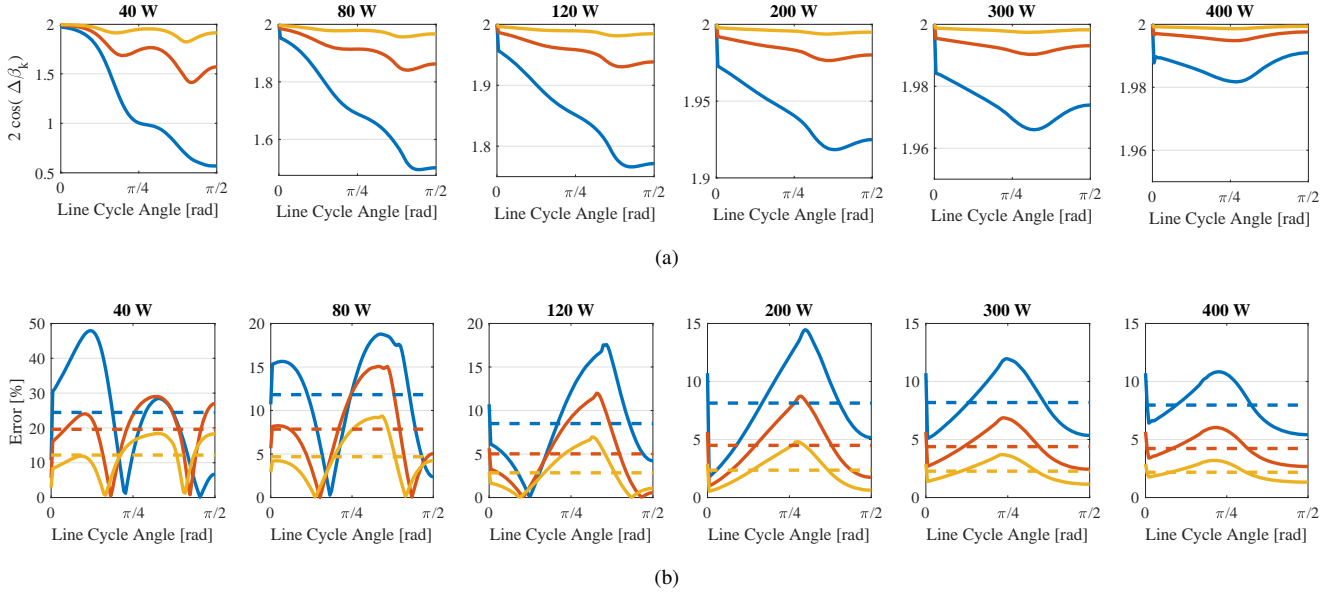 40 W 80 W 120 W 200 W 300 W 400 W
2 cos( Δβ_k)
2 1.5 1 0.5
2 1.8 1.6
2 1.9 1.8
2 1.95 1.9
2 1.98 1.96
2 1.98 1.96
0 π/4 π/2 0 π/4 π/2 0 π/4 π/2 0 π/4 π/2 0 π/4 π/2 0 π/4 π/2
Line Cycle Angle [rad] Line Cycle Angle [rad] Line Cycle Angle [rad] Line Cycle Angle [rad] Line Cycle Angle [rad] Line Cycle Angle [rad]
(a)
40 W 80 W 120 W 200 W 300 W 400 W
Error [%]
50 40 30 20 10 0
20 15 10 5 0
20 15 10 5 0
15 10 5 0
15 10 5 0
15 10 5 0
0 π/4 π/2 0 π/4 π/2 0 π/4 π/2 0 π/4 π/2 0 π/4 π/2 0 π/4 π/2
Line Cycle Angle [rad] Line Cycle Angle [rad] Line Cycle Angle [rad] Line Cycle Angle [rad] Line Cycle Angle [rad] Line Cycle Angle [rad]
(b)